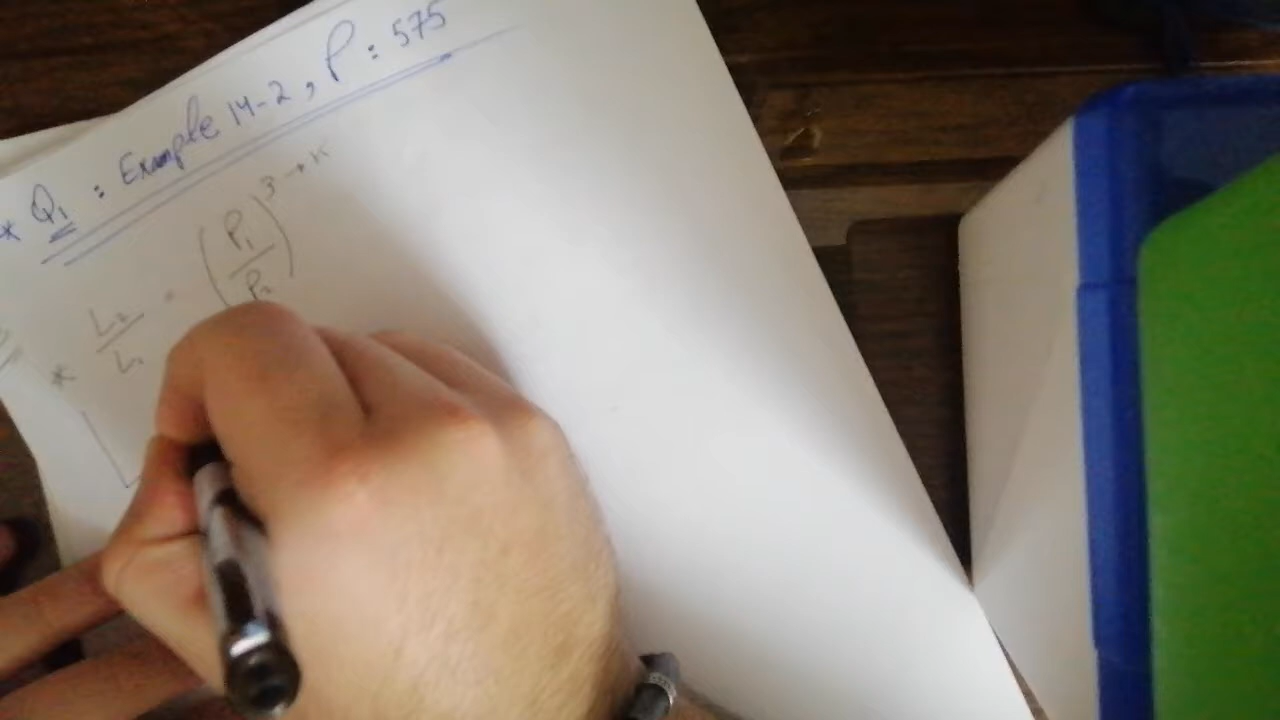 * Q1 : Example 14-2, P : 575
* L2/L1 = (P1/P2)^3 → K